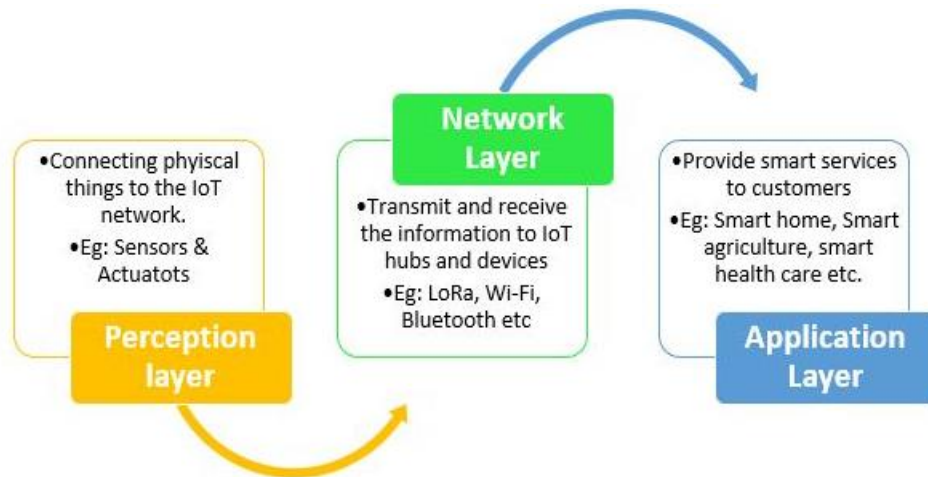 •Connecting phyiscal
things to the IoT
network.
•Eg: Sensors &
Actuatots
Perception
layer
Network
Layer
•Transmit and receive
the information to IoT
hubs and devices
•Eg: LoRa, Wi-Fi,
Bluetooth etc
•Provide smart services
to customers
•Eg: Smart home, Smart
agriculture, smart
health care etc.
Application
Layer